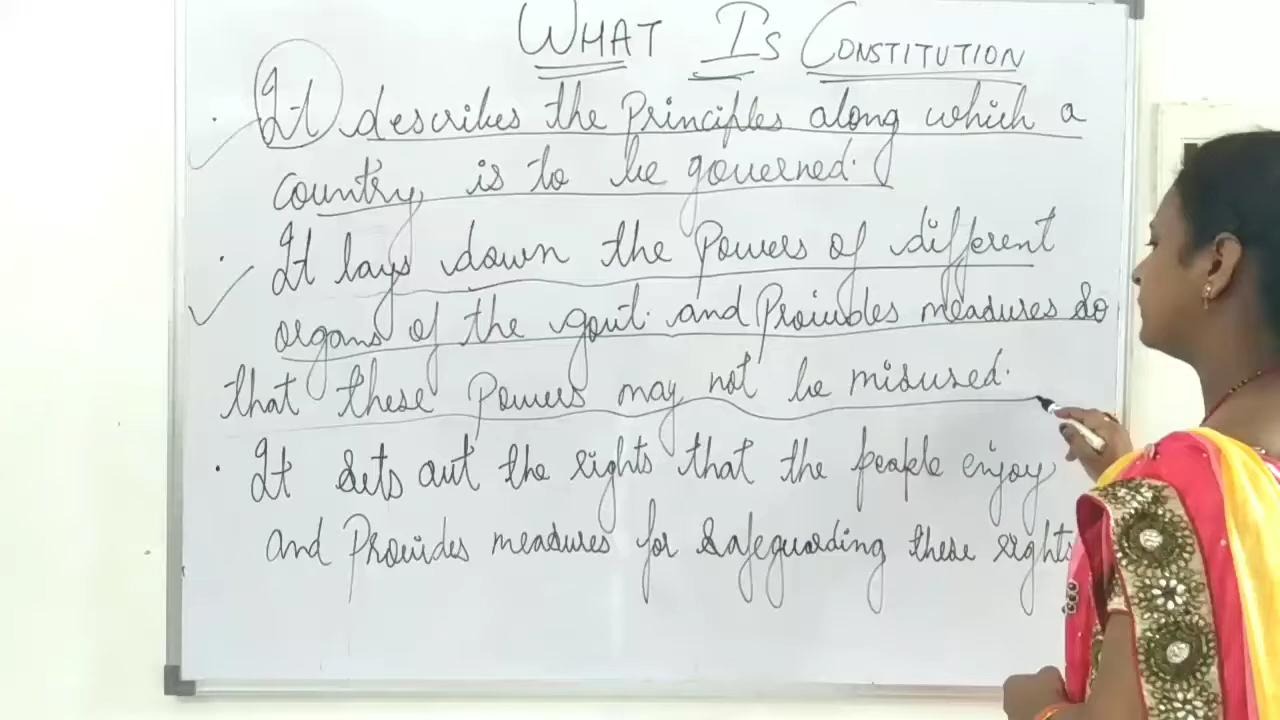 WHAT IS CONSTITUTION
· It describes the Principles along which a
country is to be governed.
· It lays down the Powers of different
organs of the govt. and Provides measures so
that these Powers may not be misused.
· It sets out the rights that the people enjoy
and Provides measures for safeguarding these rights